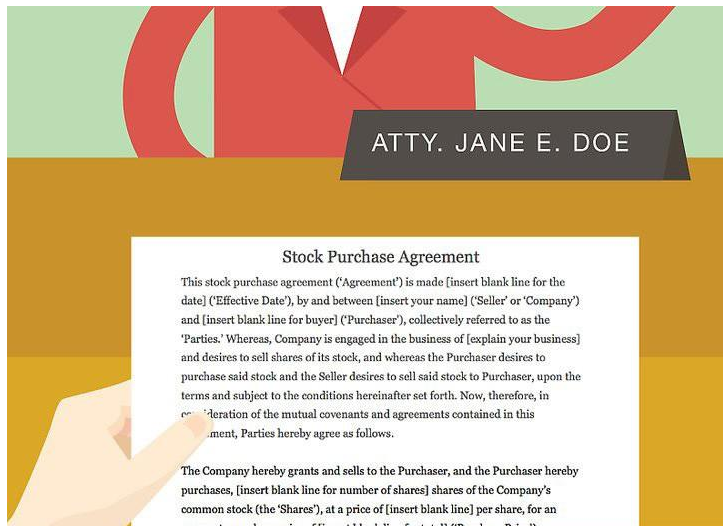 ATTY. JANE E. DOE
Stock Purchase Agreement
This stock purchase agreement (‘Agreement’) is made [insert blank line for the
date] (‘Effective Date’), by and between [insert your name] (‘Seller’ or ‘Company’)
and [insert blank line for buyer] (‘Purchaser’), collectively referred to as the
‘Parties.’ Whereas, Company is engaged in the business of [explain your business]
and desires to sell shares of its stock, and whereas the Purchaser desires to
purchase said stock and the Seller desires to sell said stock to Purchaser, upon the
terms and subject to the conditions hereinafter set forth. Now, therefore, in
of the mutual covenants and agreements contained in this
Parties hereby agree as follows.
The Company hereby grants and sells to the Purchaser, and the Purchaser hereby
purchases, [insert blank line for number of shares] shares of the Company’s
common stock (the ‘Shares’), at a price of [insert blank line] per share, for an